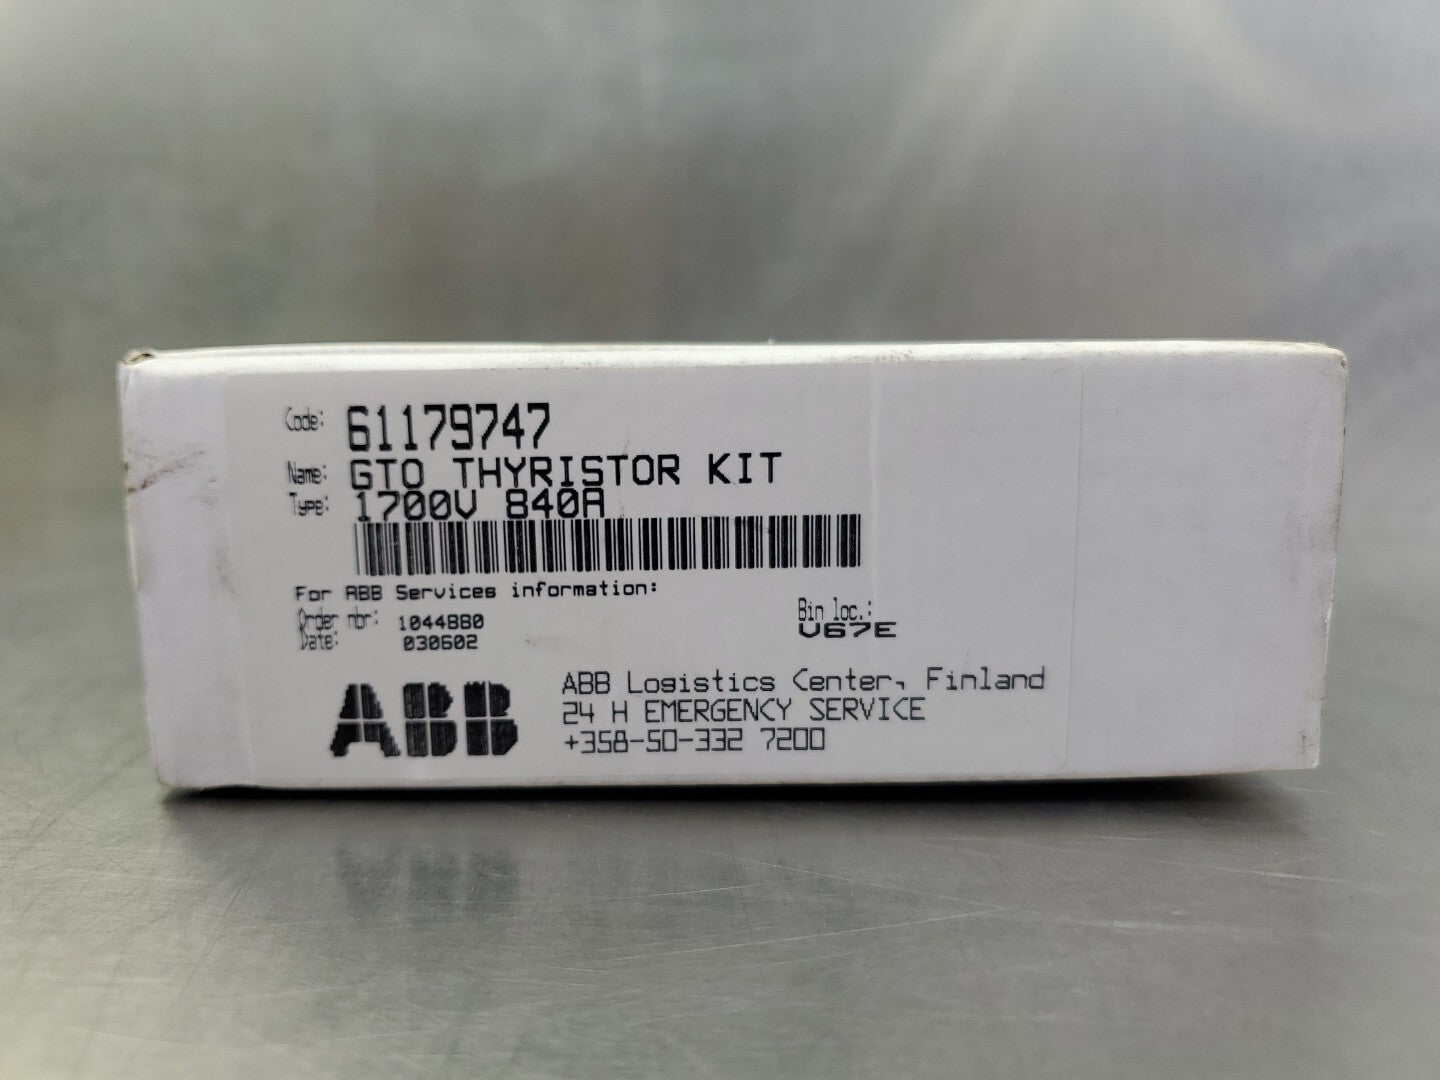 Code: 61179747
Name: GTO THYRISTOR KIT
Type: 1700V 840A
For ABB Services information:
Order nbr: 1044880
Bin loc.:
Date: 030602
V67E
ABB
ABB Logistics Center, Finland
24 H EMERGENCY SERVICE
+358-50-332 7200